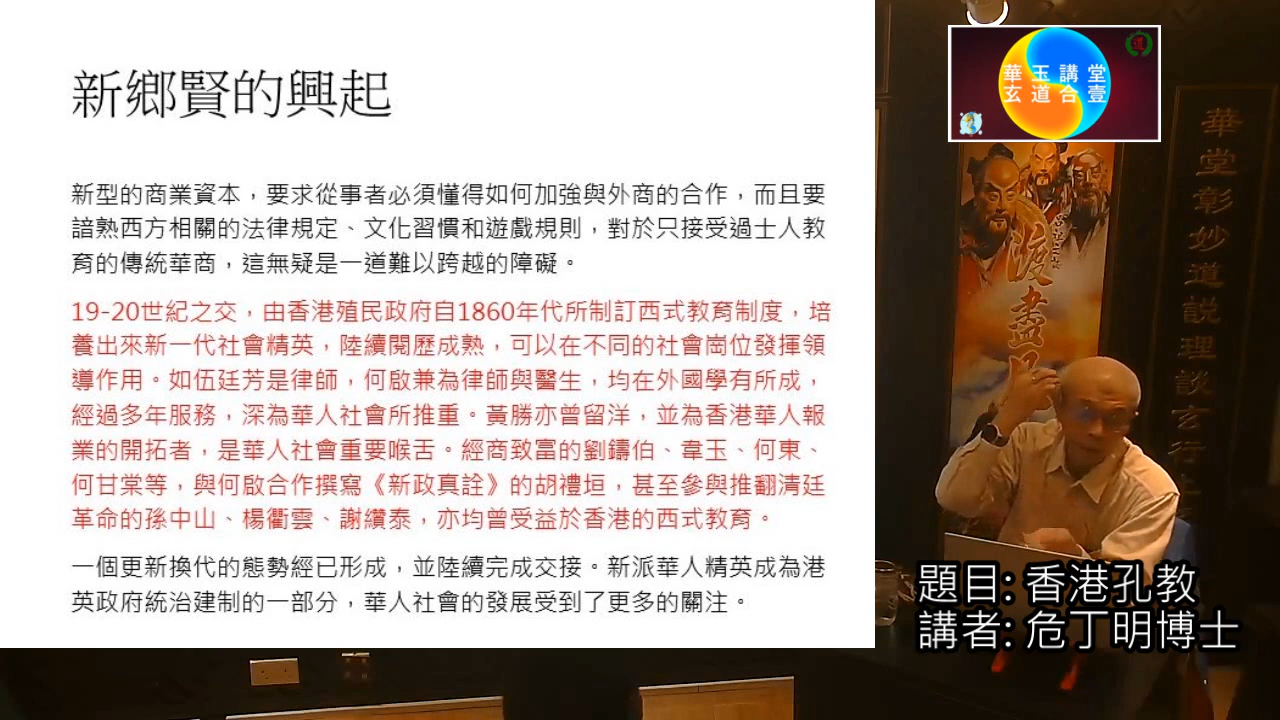 新鄉賢的興起
新型的商業資本，要求從事者必須懂得如何加強與外商的合作，而且要
諳熟西方相關的法律規定、文化習慣和遊戲規則，對於只接受過士人教
育的傳統華商，這無疑是一道難以跨越的障礙。
19-20世紀之交，由香港殖民政府自1860年代所制訂西式教育制度，培
養出來新一代社會精英，陸續閱歷成熟，可以在不同的社會崗位發揮領
導作用。如伍廷芳是律師，何啟兼為律師與醫生，均在外國學有所成，
經過多年服務，深為華人社會所推重。黃勝亦曾留洋，並為香港華人報
業的開拓者，是華人社會重要喉舌。經商致富的劉鑄伯、韋玉、何東、
何甘棠等，與何啟合作撰寫《新政真詮》的胡禮垣，甚至參與推翻清廷
革命的孫中山、楊衢雲、謝纘泰，亦均曾受益於香港的西式教育。
一個更新換代的態勢經已形成，並陸續完成交接。新派華人精英成為港
英政府統治建制的一部分，華人社會的發展受到了更多的關注。
華玉講堂
玄道合壹
道
渡盡
華堂彰妙道説理談玄行
題目: 香港孔教
講者: 危丁明博士